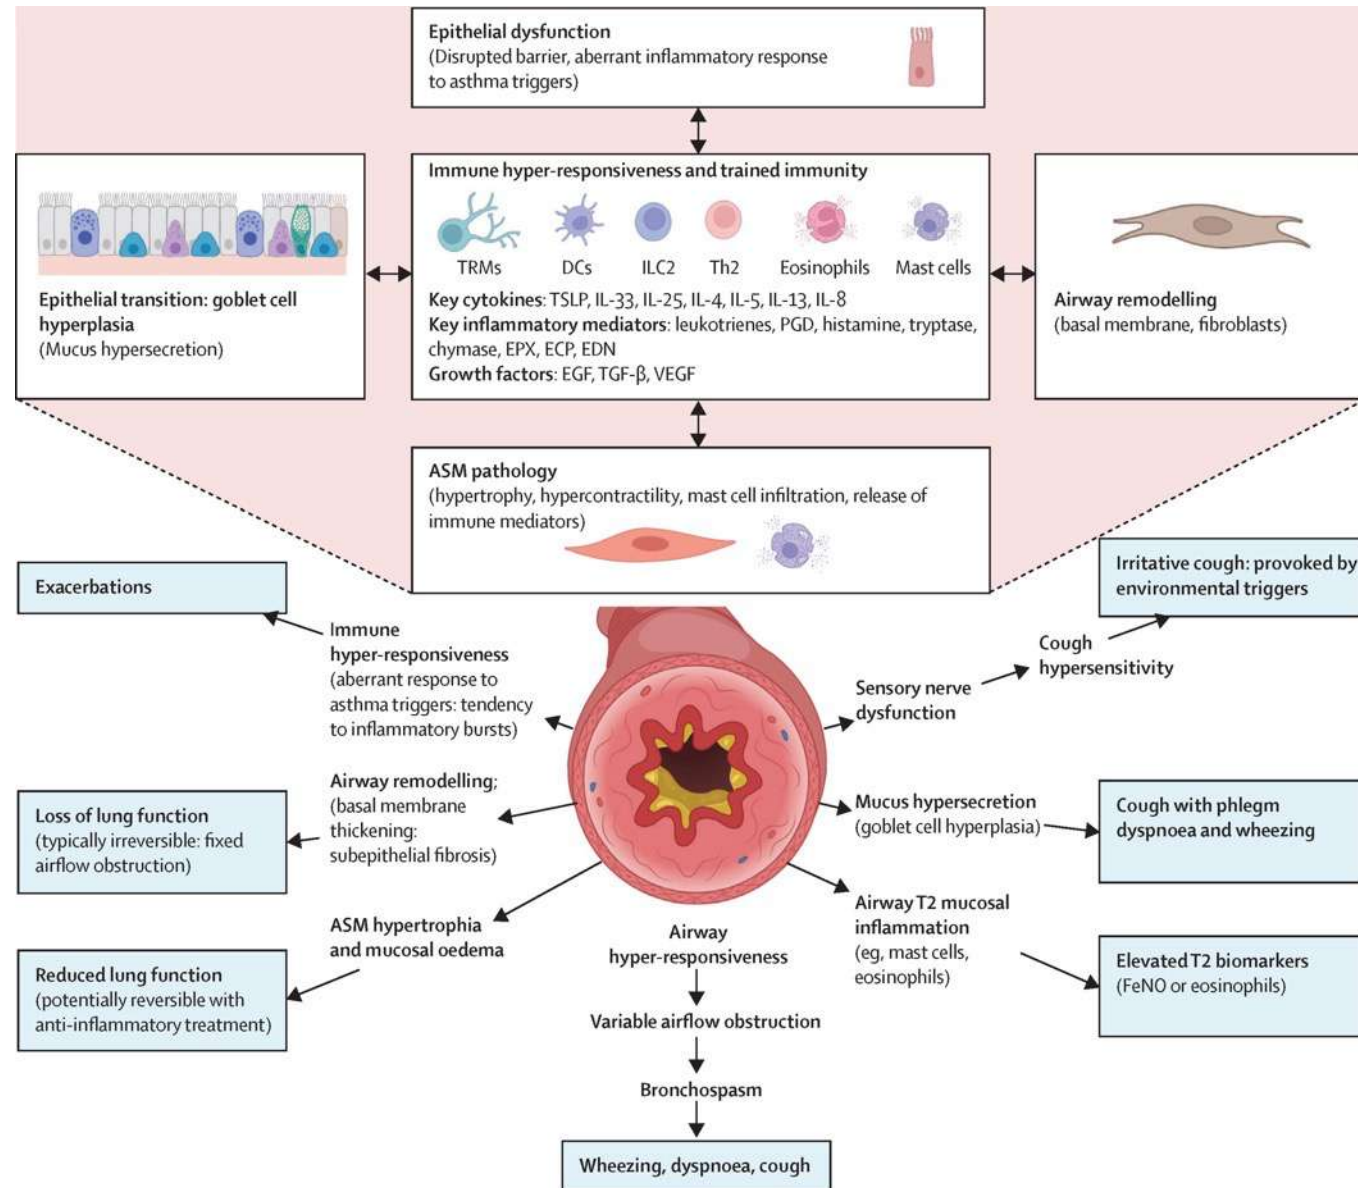 Epithelial dysfunction
(Disrupted barrier, aberrant inflammatory response
to asthma triggers)
Epithelial transition: goblet cell
hyperplasia
(Mucus hypersecretion)
Immune hyper-responsiveness and trained immunity
TRMs
DCs
ILC2
Th2
Eosinophils
Mast cells
Key cytokines: TSLP, IL-33, IL-25, IL-4, IL-5, IL-13, IL-8
Key inflammatory mediators: leukotrienes, PGD, histamine, tryptase,
chymase, EPX, ECP, EDN
Growth factors: EGF, TGF-β, VEGF
Airway remodelling
(basal membrane, fibroblasts)
ASM pathology
(hypertrophy, hypercontractility, mast cell infiltration, release of
immune mediators)
Exacerbations
Immune
hyper-responsiveness
(aberrant response to
asthma triggers: tendency
to inflammatory bursts)
Loss of lung function
(typically irreversible: fixed
airflow obstruction)
Airway remodelling;
(basal membrane
thickening:
subepithelial fibrosis)
Reduced lung function
(potentially reversible with
anti-inflammatory treatment)
ASM hypertrophia
and mucosal oedema
Airway
hyper-responsiveness
Variable airflow obstruction
Bronchospasm
Wheezing, dyspnoea, cough
Sensory nerve
dysfunction
Cough
hypersensitivity
Irritative cough: provoked by
environmental triggers
Mucus hypersecretion
(goblet cell hyperplasia)
Cough with phlegm
dyspnoea and wheezing
Airway T2 mucosal
inflammation
(eg, mast cells,
eosinophils)
Elevated T2 biomarkers
(FeNO or eosinophils)